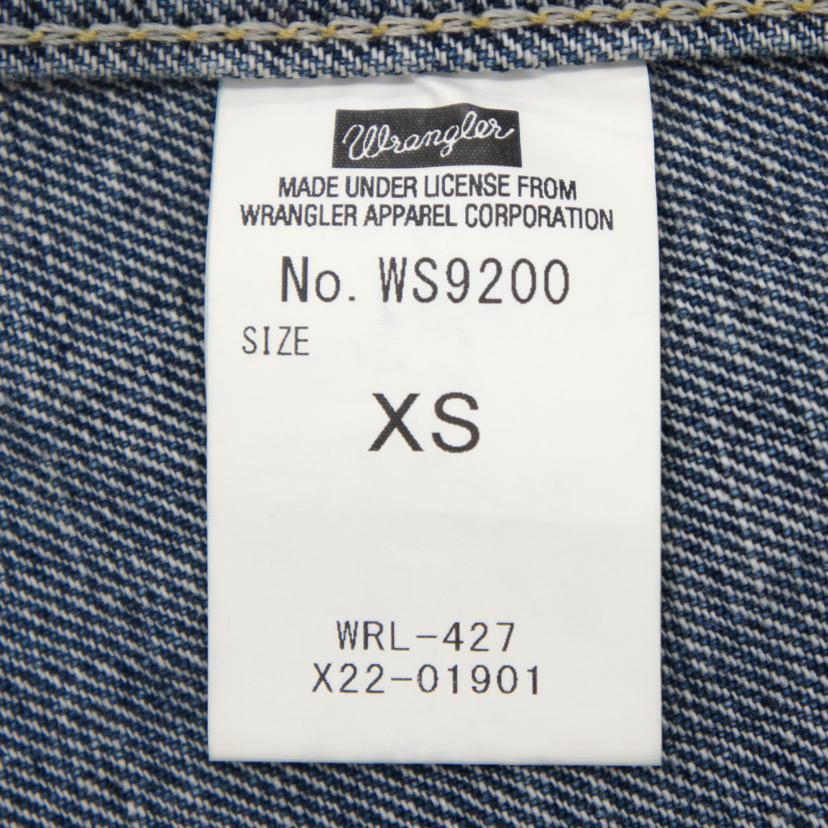 Wrangler
MADE UNDER LICENSE FROM
WRANGLER APPAREL CORPORATION
No. WS9200
SIZE
XS
WRL-427
X22-01901